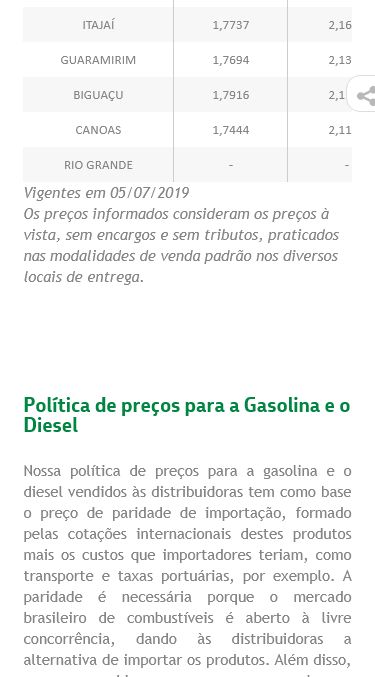 ITAJAÍ 1,7737 2,16
GUARAMIRIM 1,7694 2,13
BIGUAÇU 1,7916 2,1
CANOAS 1,7444 2,11
RIO GRANDE - -
Vigentes em 05/07/2019
Os preços informados consideram os preços à
vista, sem encargos e sem tributos, praticados
nas modalidades de venda padrão nos diversos
locais de entrega.
Política de preços para a Gasolina e o
Diesel
Nossa política de preços para a gasolina e o
diesel vendidos às distribuidoras tem como base
o preço de paridade de importação, formado
pelas cotações internacionais destes produtos
mais os custos que importadores teriam, como
transporte e taxas portuárias, por exemplo. A
paridade é necessária porque o mercado
brasileiro de combustíveis é aberto à livre
concorrência, dando às distribuidoras a
alternativa de importar os produtos. Além disso,